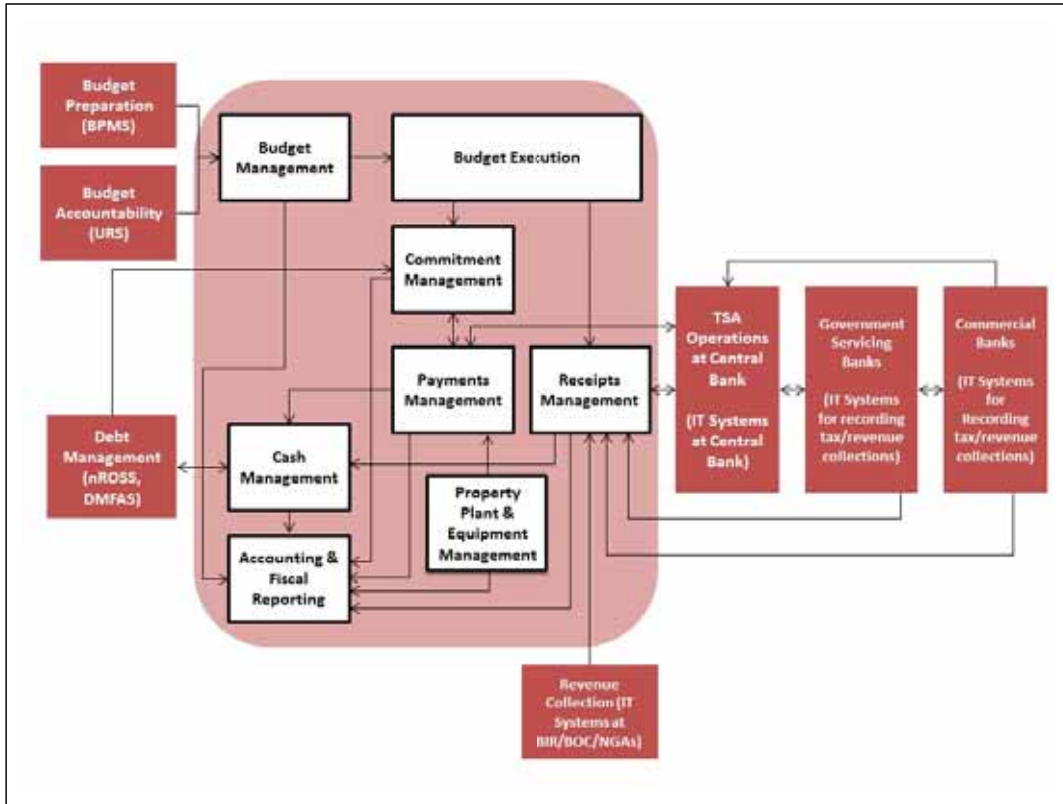 Budget
Preparation
(BPMS)
Budget
Accountability
(URS)
Budget
Management
Budget Execution
Commitment
Management
Payments
Management
Receipts
Management
Cash
Management
Property
Plant &
Equipment
Management
Accounting &
Fiscal
Reporting
Debt
Management
(nROSS,
DMFAS)
TSA
Operations
at Central
Bank
(IT Systems
at Central
Bank)
Government
Servicing
Banks
(IT Systems
for recording
tax/revenue
collections)
Commercial
Banks
(IT Systems
for
Recording
tax/revenue
collections)
Revenue
Collection (IT
Systems at
BIR/BOC/NGAs)